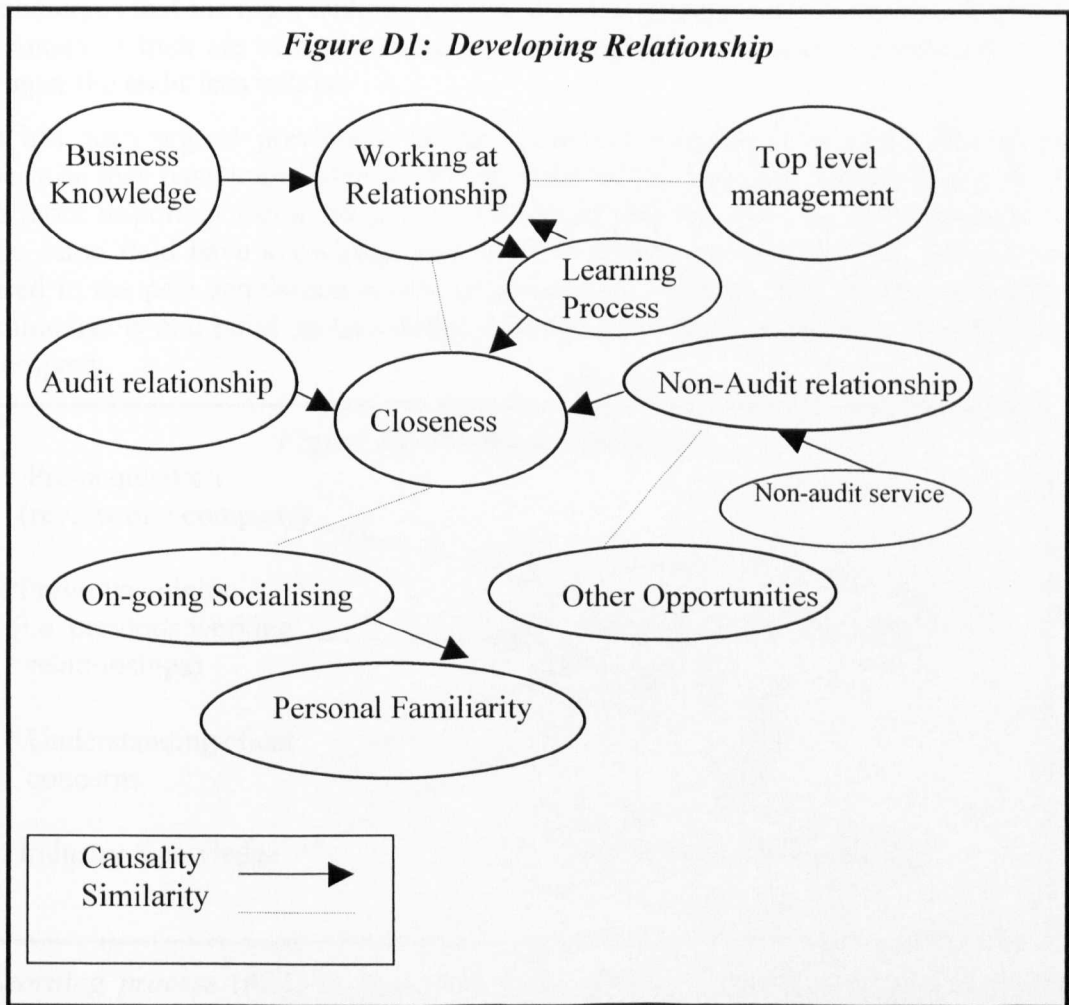 Figure D1: Developing Relationship
Business
Knowledge
Working at
Relationship
Top level
management
Learning
Process
Audit relationship
Closeness
Non-Audit relationship
Non-audit service
On-going Socialising
Other Opportunities
Personal Familiarity
Causality
Similarity